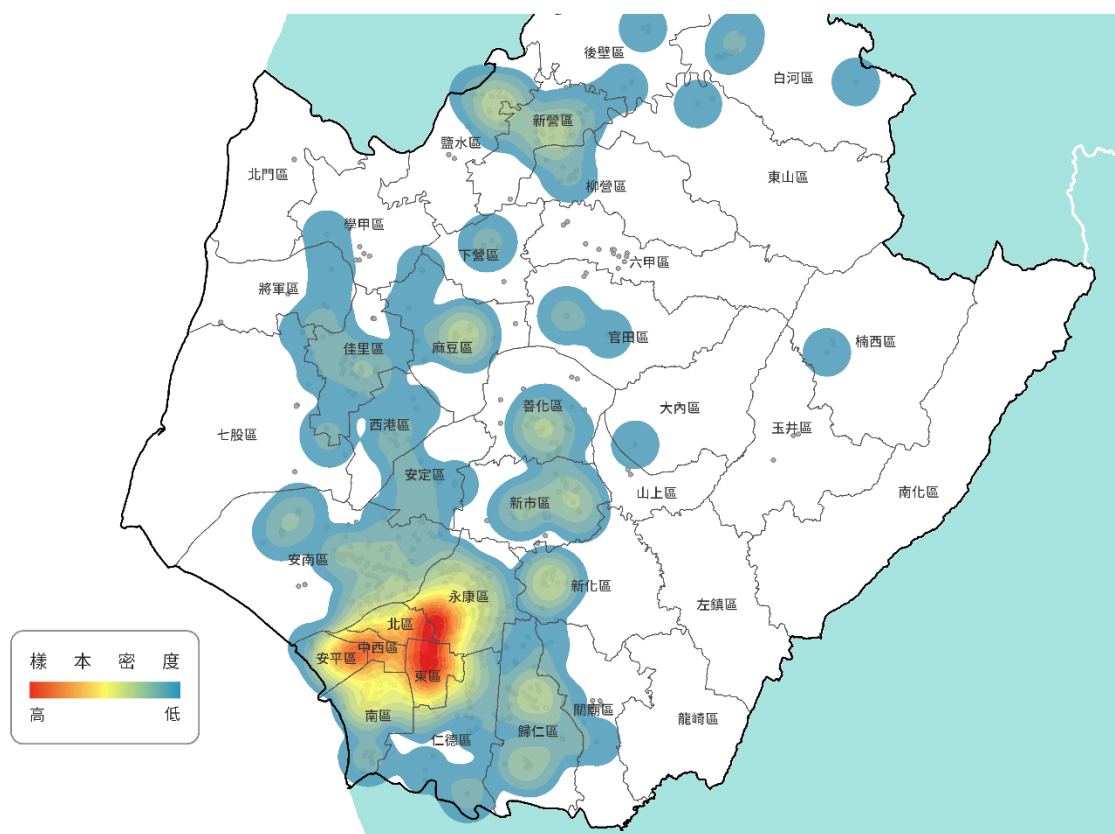 後壁區
白河區
新營區
鹽水區
北門區
柳營區
東山區
學甲區
下營區
六甲區
將軍區
佳里區
麻豆區
官田區
楠西區
大內區
善化區
西港區
七股區
玉井區
安定區
新市區
山上區
南化區
安南區
新化區
永康區
左鎮區
北區
中西區
安平區
東區
南區
關廟區
龍崎區
歸仁區
仁德區
樣本密度
高 低